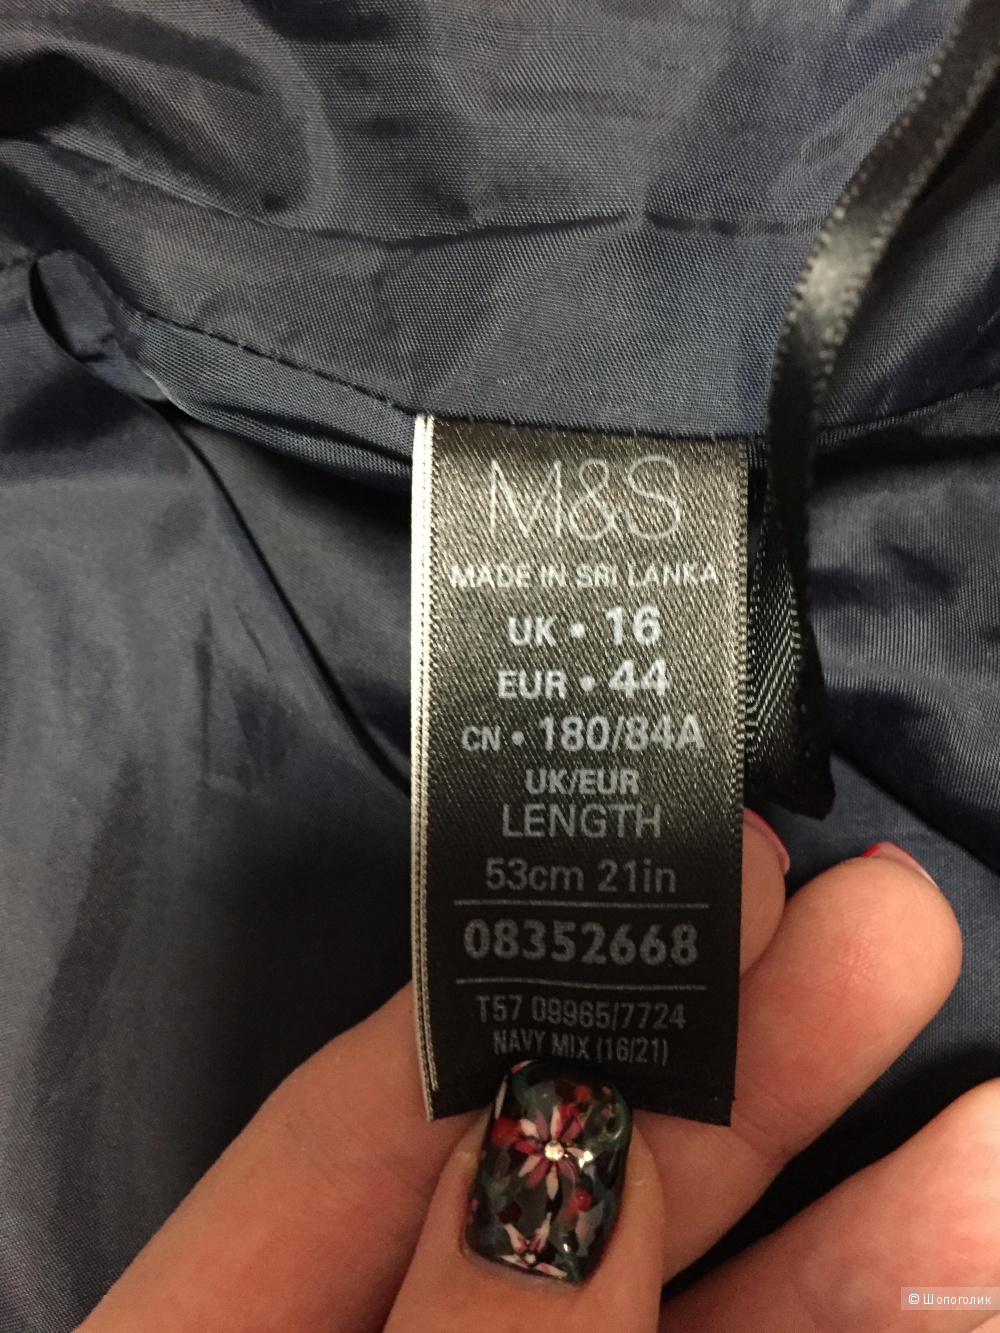 M&S
MADE IN SRI LANKA
UK • 16
EUR • 44
CN • 180/84A
UK/EUR
LENGTH
53cm 21in
08352668
T57 09965/7724
NAVY MIX (16/21)
© Шопоголик